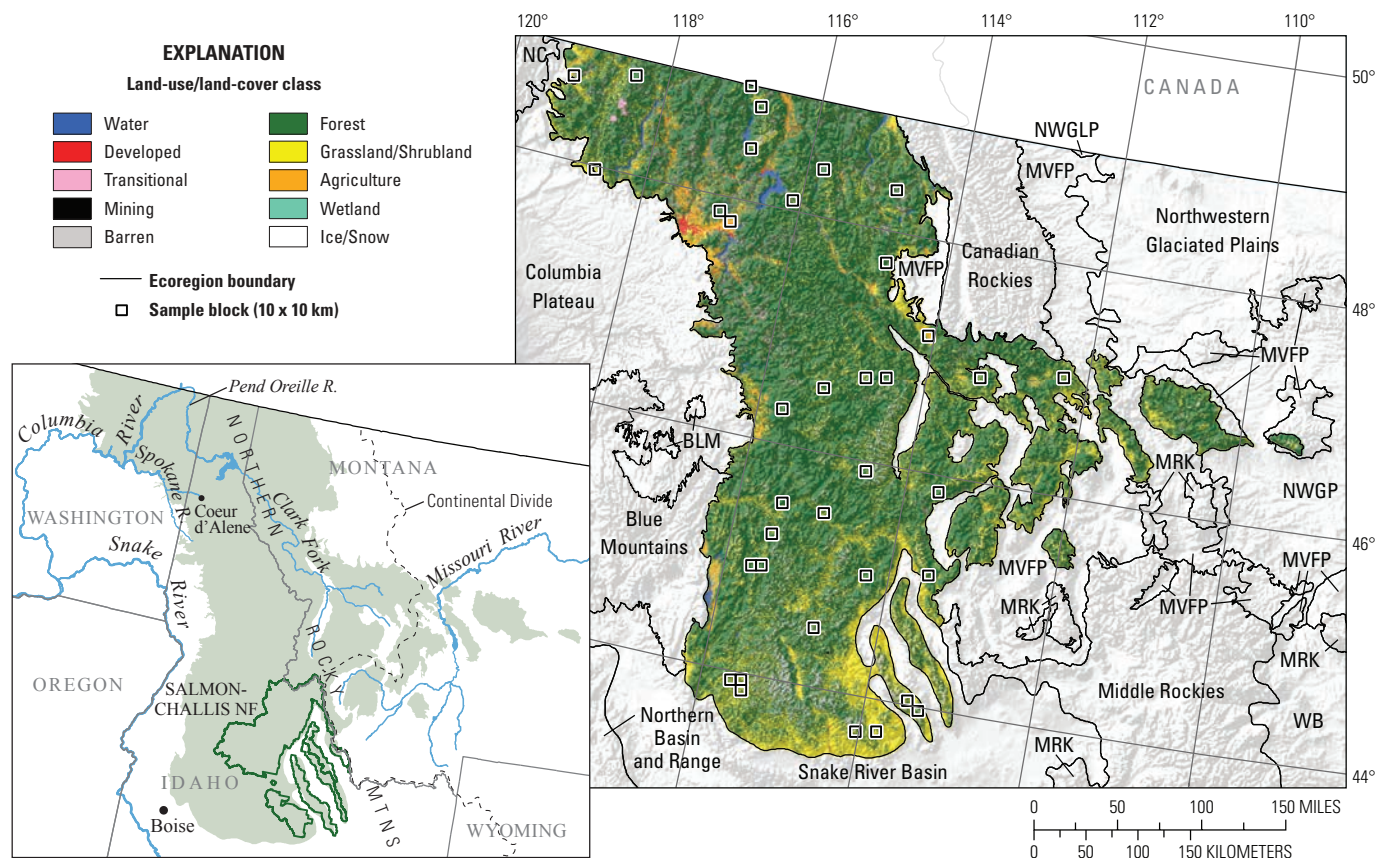 EXPLANATION
Land-use/land-cover class
Water
Developed
Transitional
Mining
Barren
Forest
Grassland/Shrubland
Agriculture
Wetland
Ice/Snow
Ecoregion boundary
Sample block (10 x 10 km)
120°
118°
116°
114°
112°
110°
50°
48°
46°
44°
NC
CANADA
NWGLP
MVFP
Northwestern
Glaciated Plains
Canadian
Rockies
MVFP
Columbia
Plateau
MVFP
BLM
MRK
NWGP
Blue
Mountains
MVFP
MVFP
MRK
MVFP
MRK
Middle Rockies
WB
Northern
Basin
and Range
MRK
Snake River Basin
0 50 100 150 MILES
0 50 100 150 KILOMETERS
Pend Oreille R.
Columbia
River
Spokane R.
NORTHERN
MONTANA
Continental Divide
Coeur
d'Alene
WASHINGTON
Clark Fork
Snake
River
Missouri River
ROCKY
OREGON
SALMON-
CHALLIS NF
IDAHO
MTNS
Boise
WYOMING